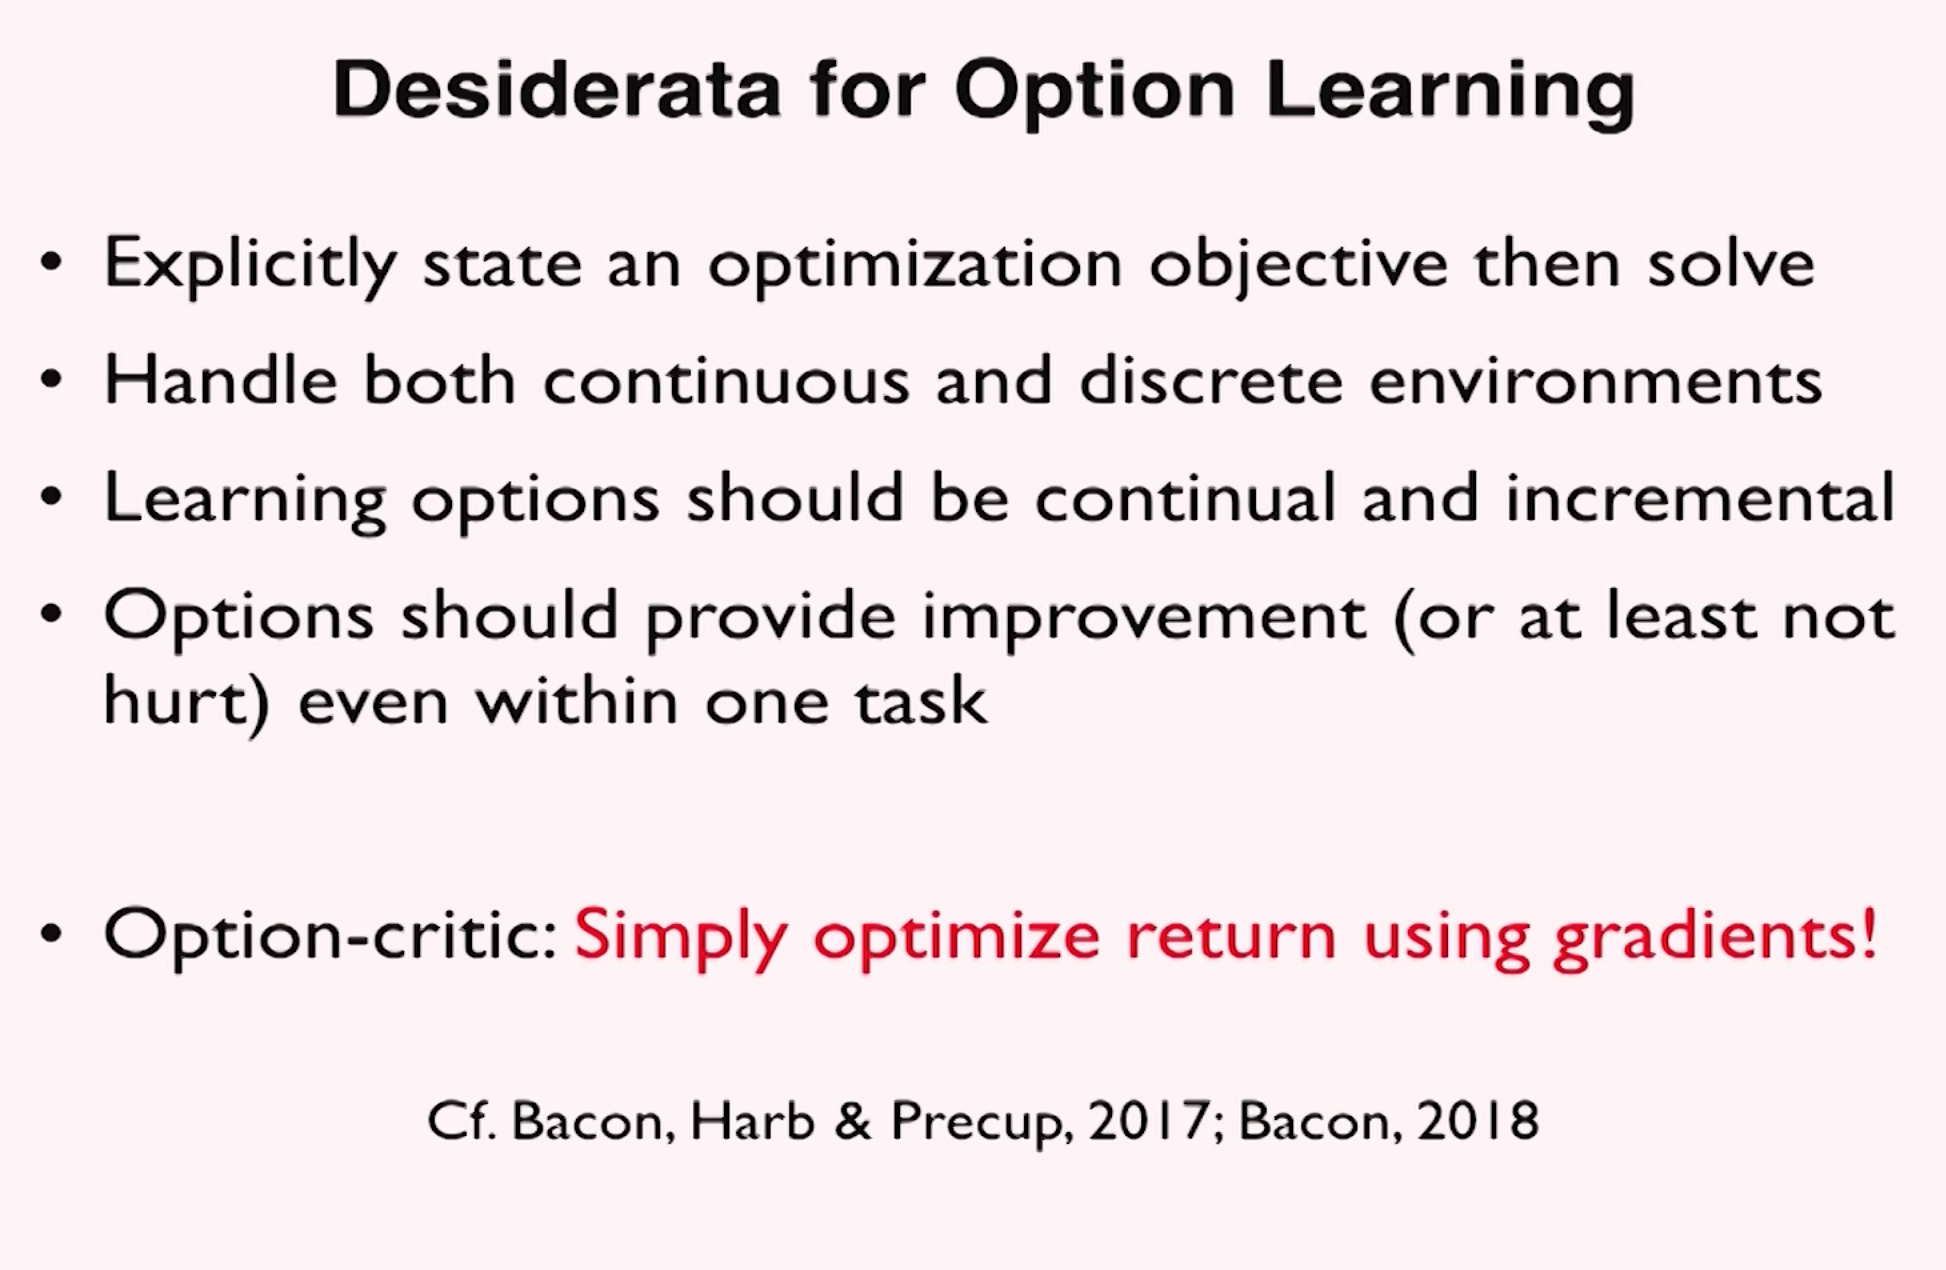 Desiderata for Option Learning
• Explicitly state an optimization objective then solve
• Handle both continuous and discrete environments
• Learning options should be continual and incremental
• Options should provide improvement (or at least not
hurt) even within one task
• Option-critic: Simply optimize return using gradients!
Cf. Bacon, Harb & Precup, 2017; Bacon, 2018